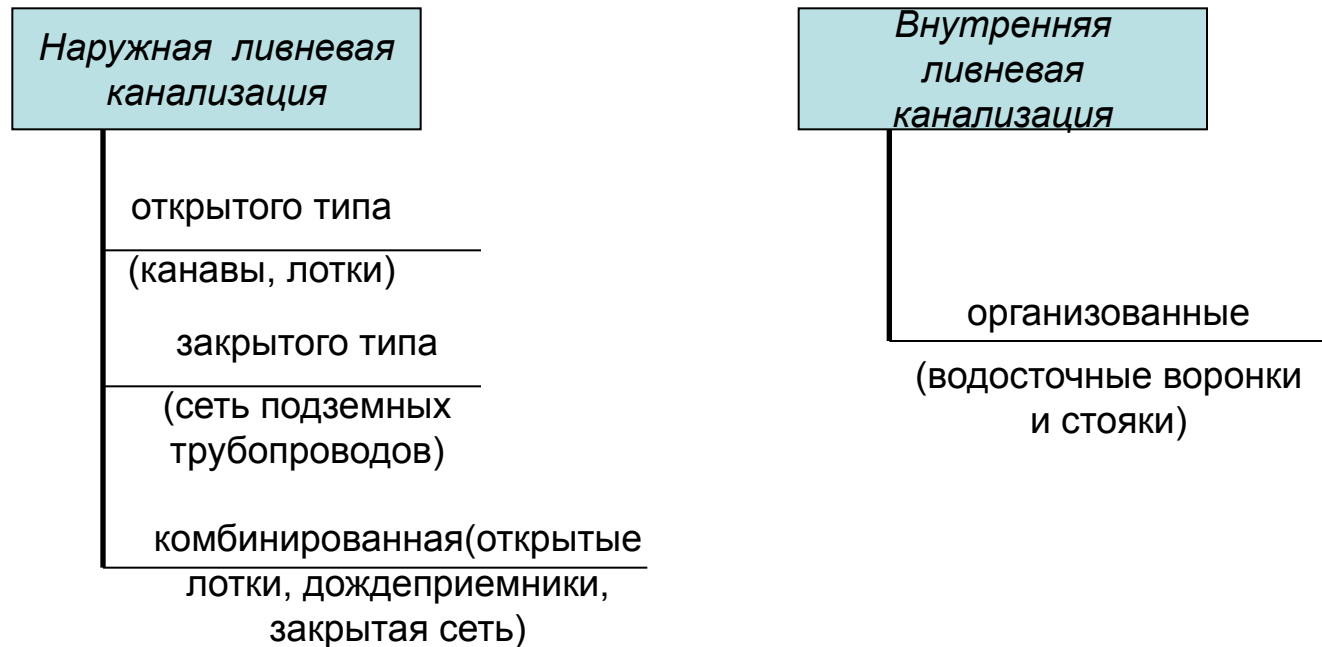 Наружная ливневая
канализация
открытого типа
(канавы, лотки)
закрытого типа
(сеть подземных
трубопроводов)
комбинированная(открытые
лотки, дождеприемники,
закрытая сеть)
Внутренняя
ливневая
канализация
организованные
(водосточные воронки
и стояки)